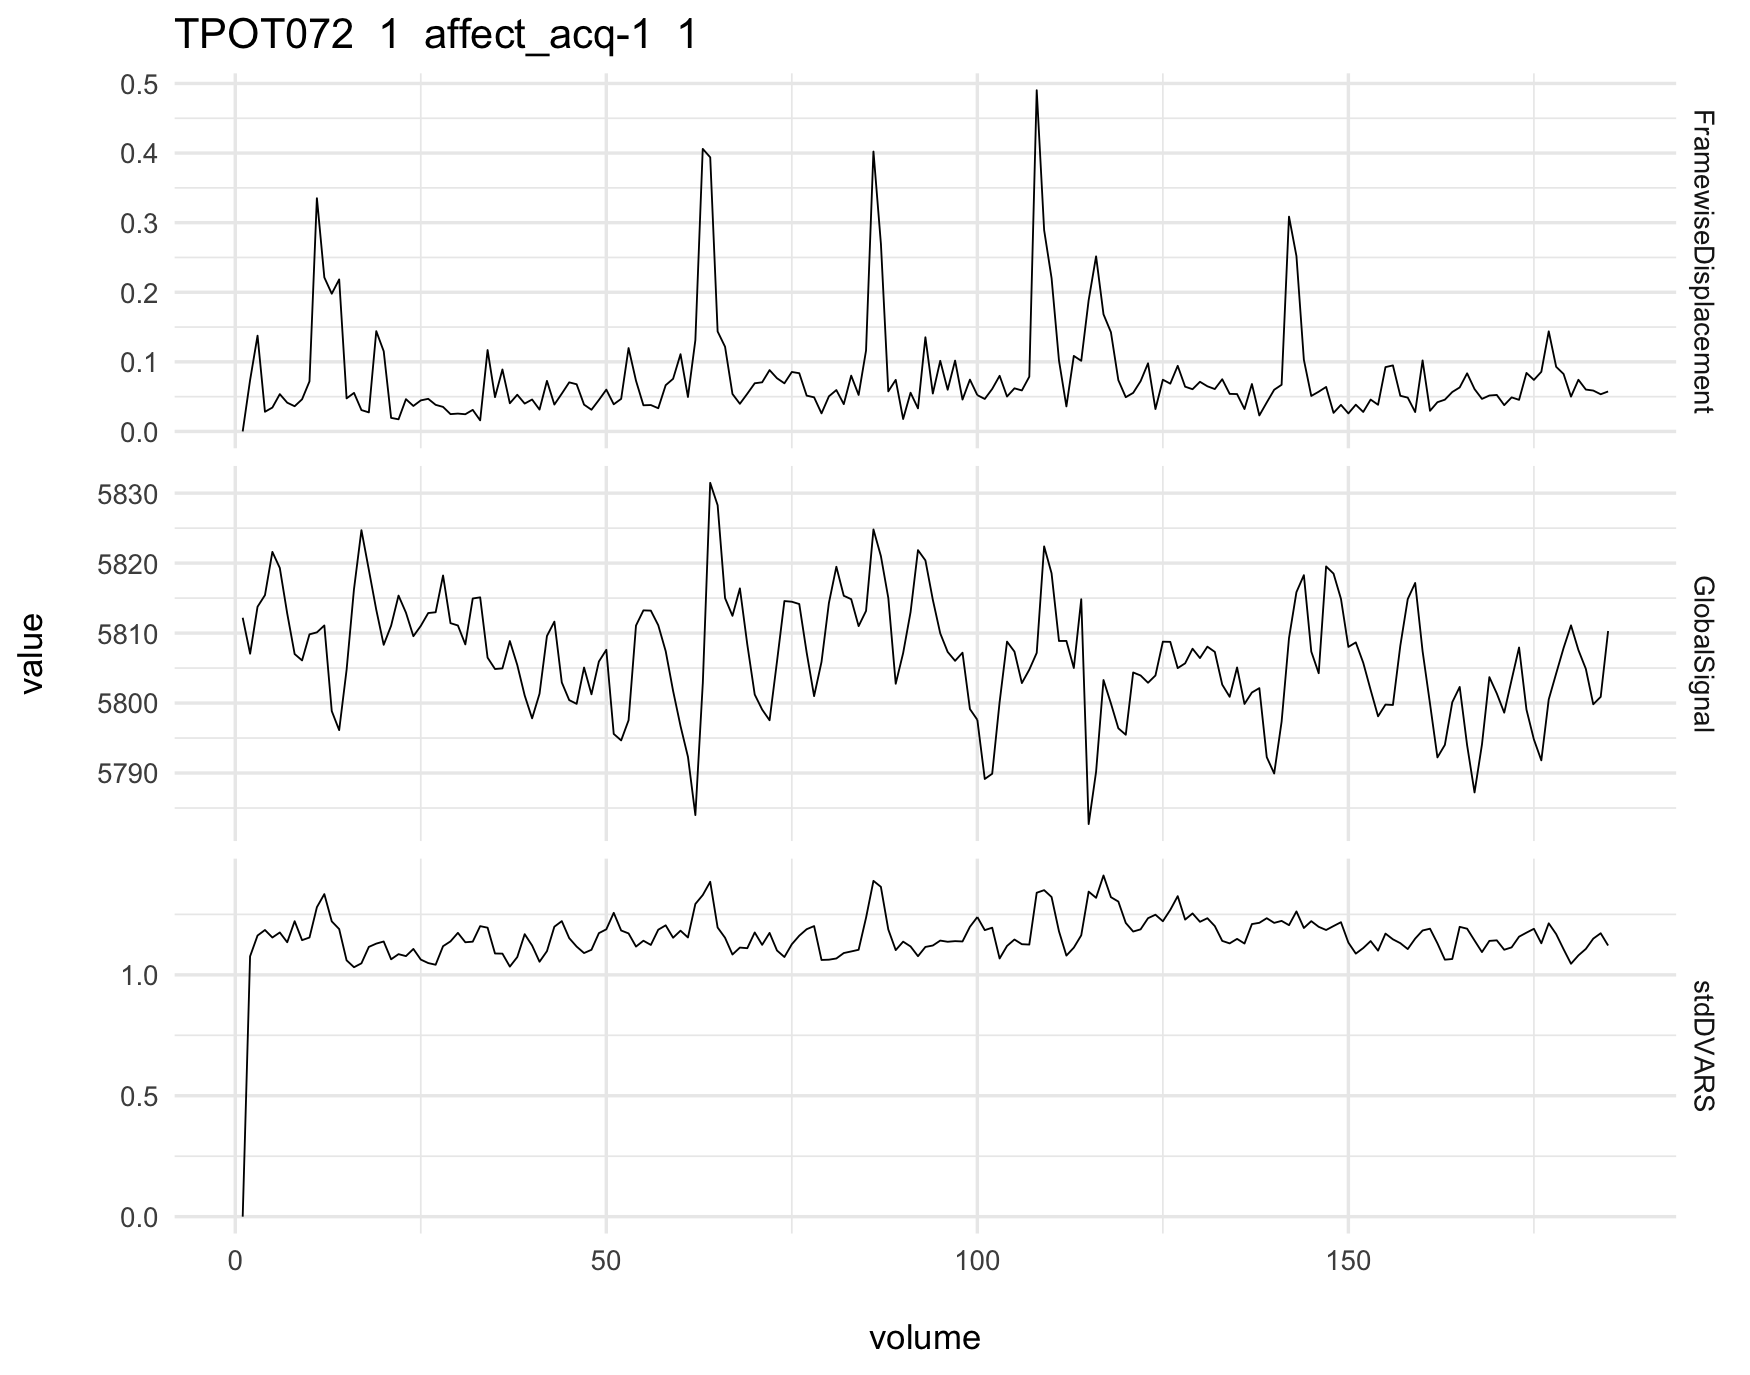 TPOT072 1 affect_acq-1 1
0.5
0.4
0.3
0.2
0.1
0.0
FramewiseDisplacement
5830
5820
5810
5800
5790
GlobalSignal
value
1.0
0.5
0.0
stdDVARS
0 50 100 150
volume